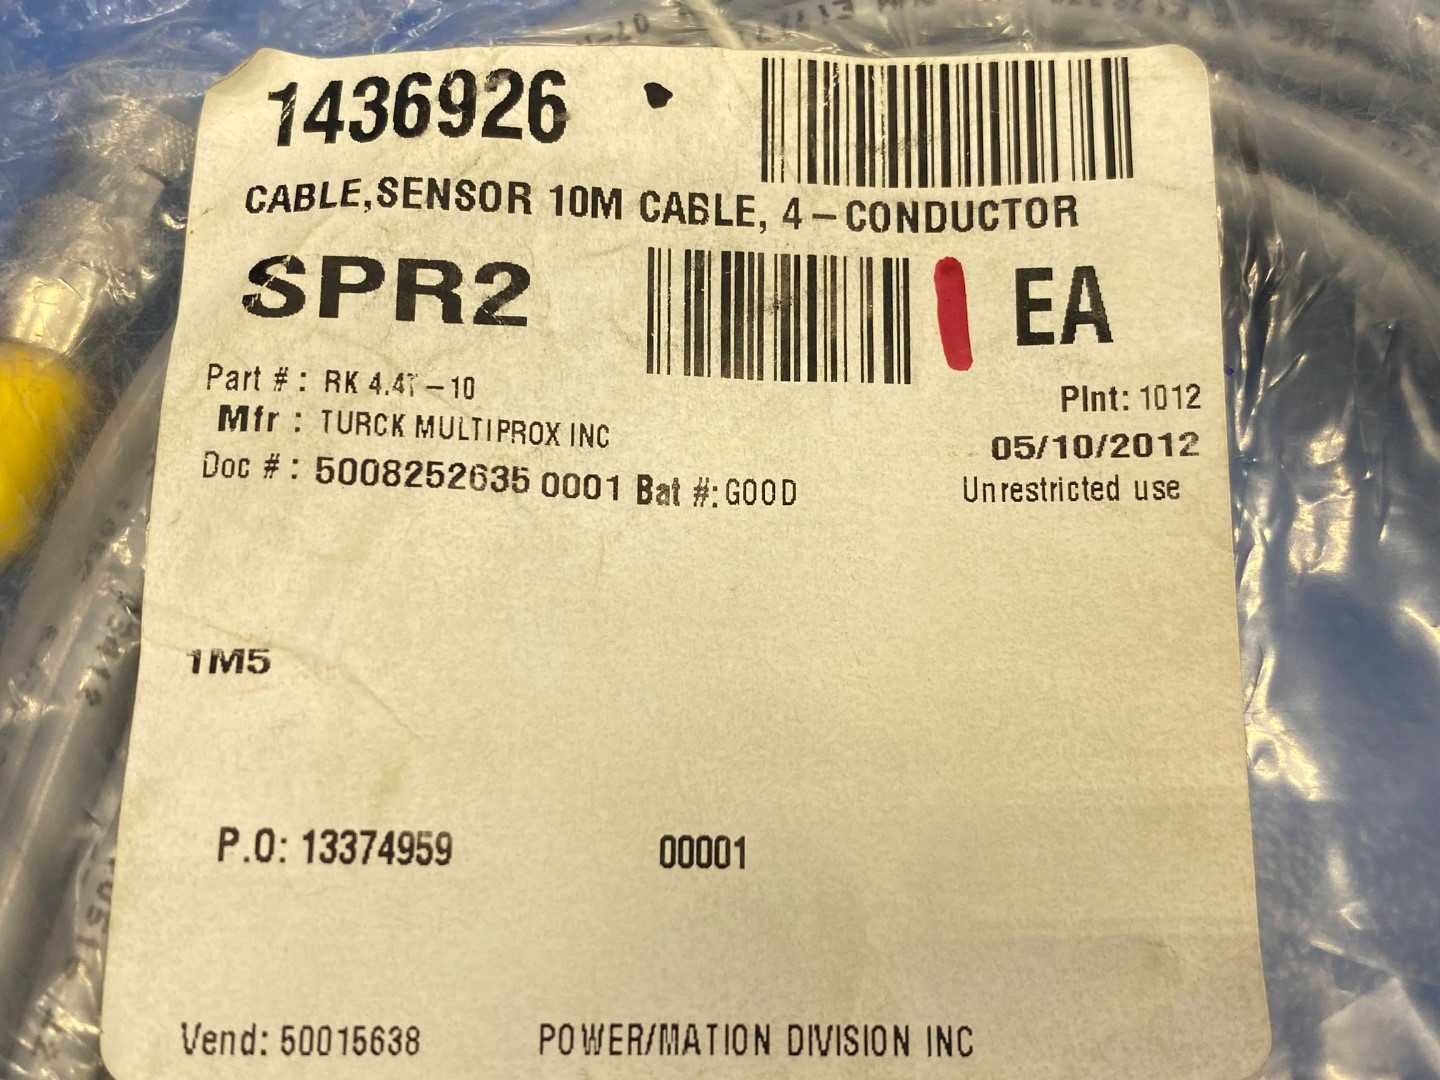 1436926
CABLE,SENSOR 10M CABLE, 4-CONDUCTOR
SPR2
EA
Part #: RK 4.4T-10
Plnt: 1012
Mfr : TURCK MULTIPROX INC
05/10/2012
Doc #: 5008252635 0001 Bat #:GOOD
Unrestricted use
1M5
P.O: 13374959 00001
Vend: 50015638 POWER/MATION DIVISION INC